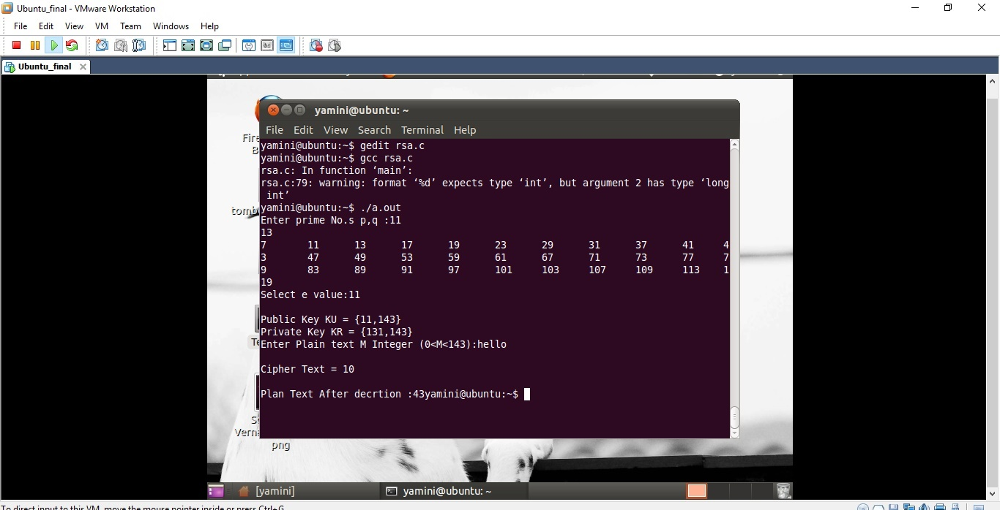 Ubuntu_final - VMware Workstation
File Edit View VM Team Windows Help
Ubuntu_final
yamini@ubuntu: ~
File Edit View Search Terminal Help
yamini@ubuntu:~$ gedit rsa.c
yamini@ubuntu:~$ gcc rsa.c
rsa.c: In function ‘main’:
rsa.c:79: warning: format ‘%d’ expects type ‘int’, but argument 2 has type ‘long
int’
yamini@ubuntu:~$ ./a.out
Enter prime No.s p,q :11
13
7 11 13 17 19 23 29 31 37 41 4
3 47 49 53 59 61 67 71 73 77 7
9 83 89 91 97 101 103 107 109 113 1
19
Select e value:11
Public Key KU = {11,143}
Private Key KR = {131,143}
Enter Plain text M Integer (0<M<143):hello
Cipher Text = 10
Plan Text After decrtion :43yamini@ubuntu:~$
Fire
B
tomb
Te
S
Verna
png
[yamini]
yamini@ubuntu: ~
To direct input to this VM, move the mouse pointer inside or press Ctrl+G.